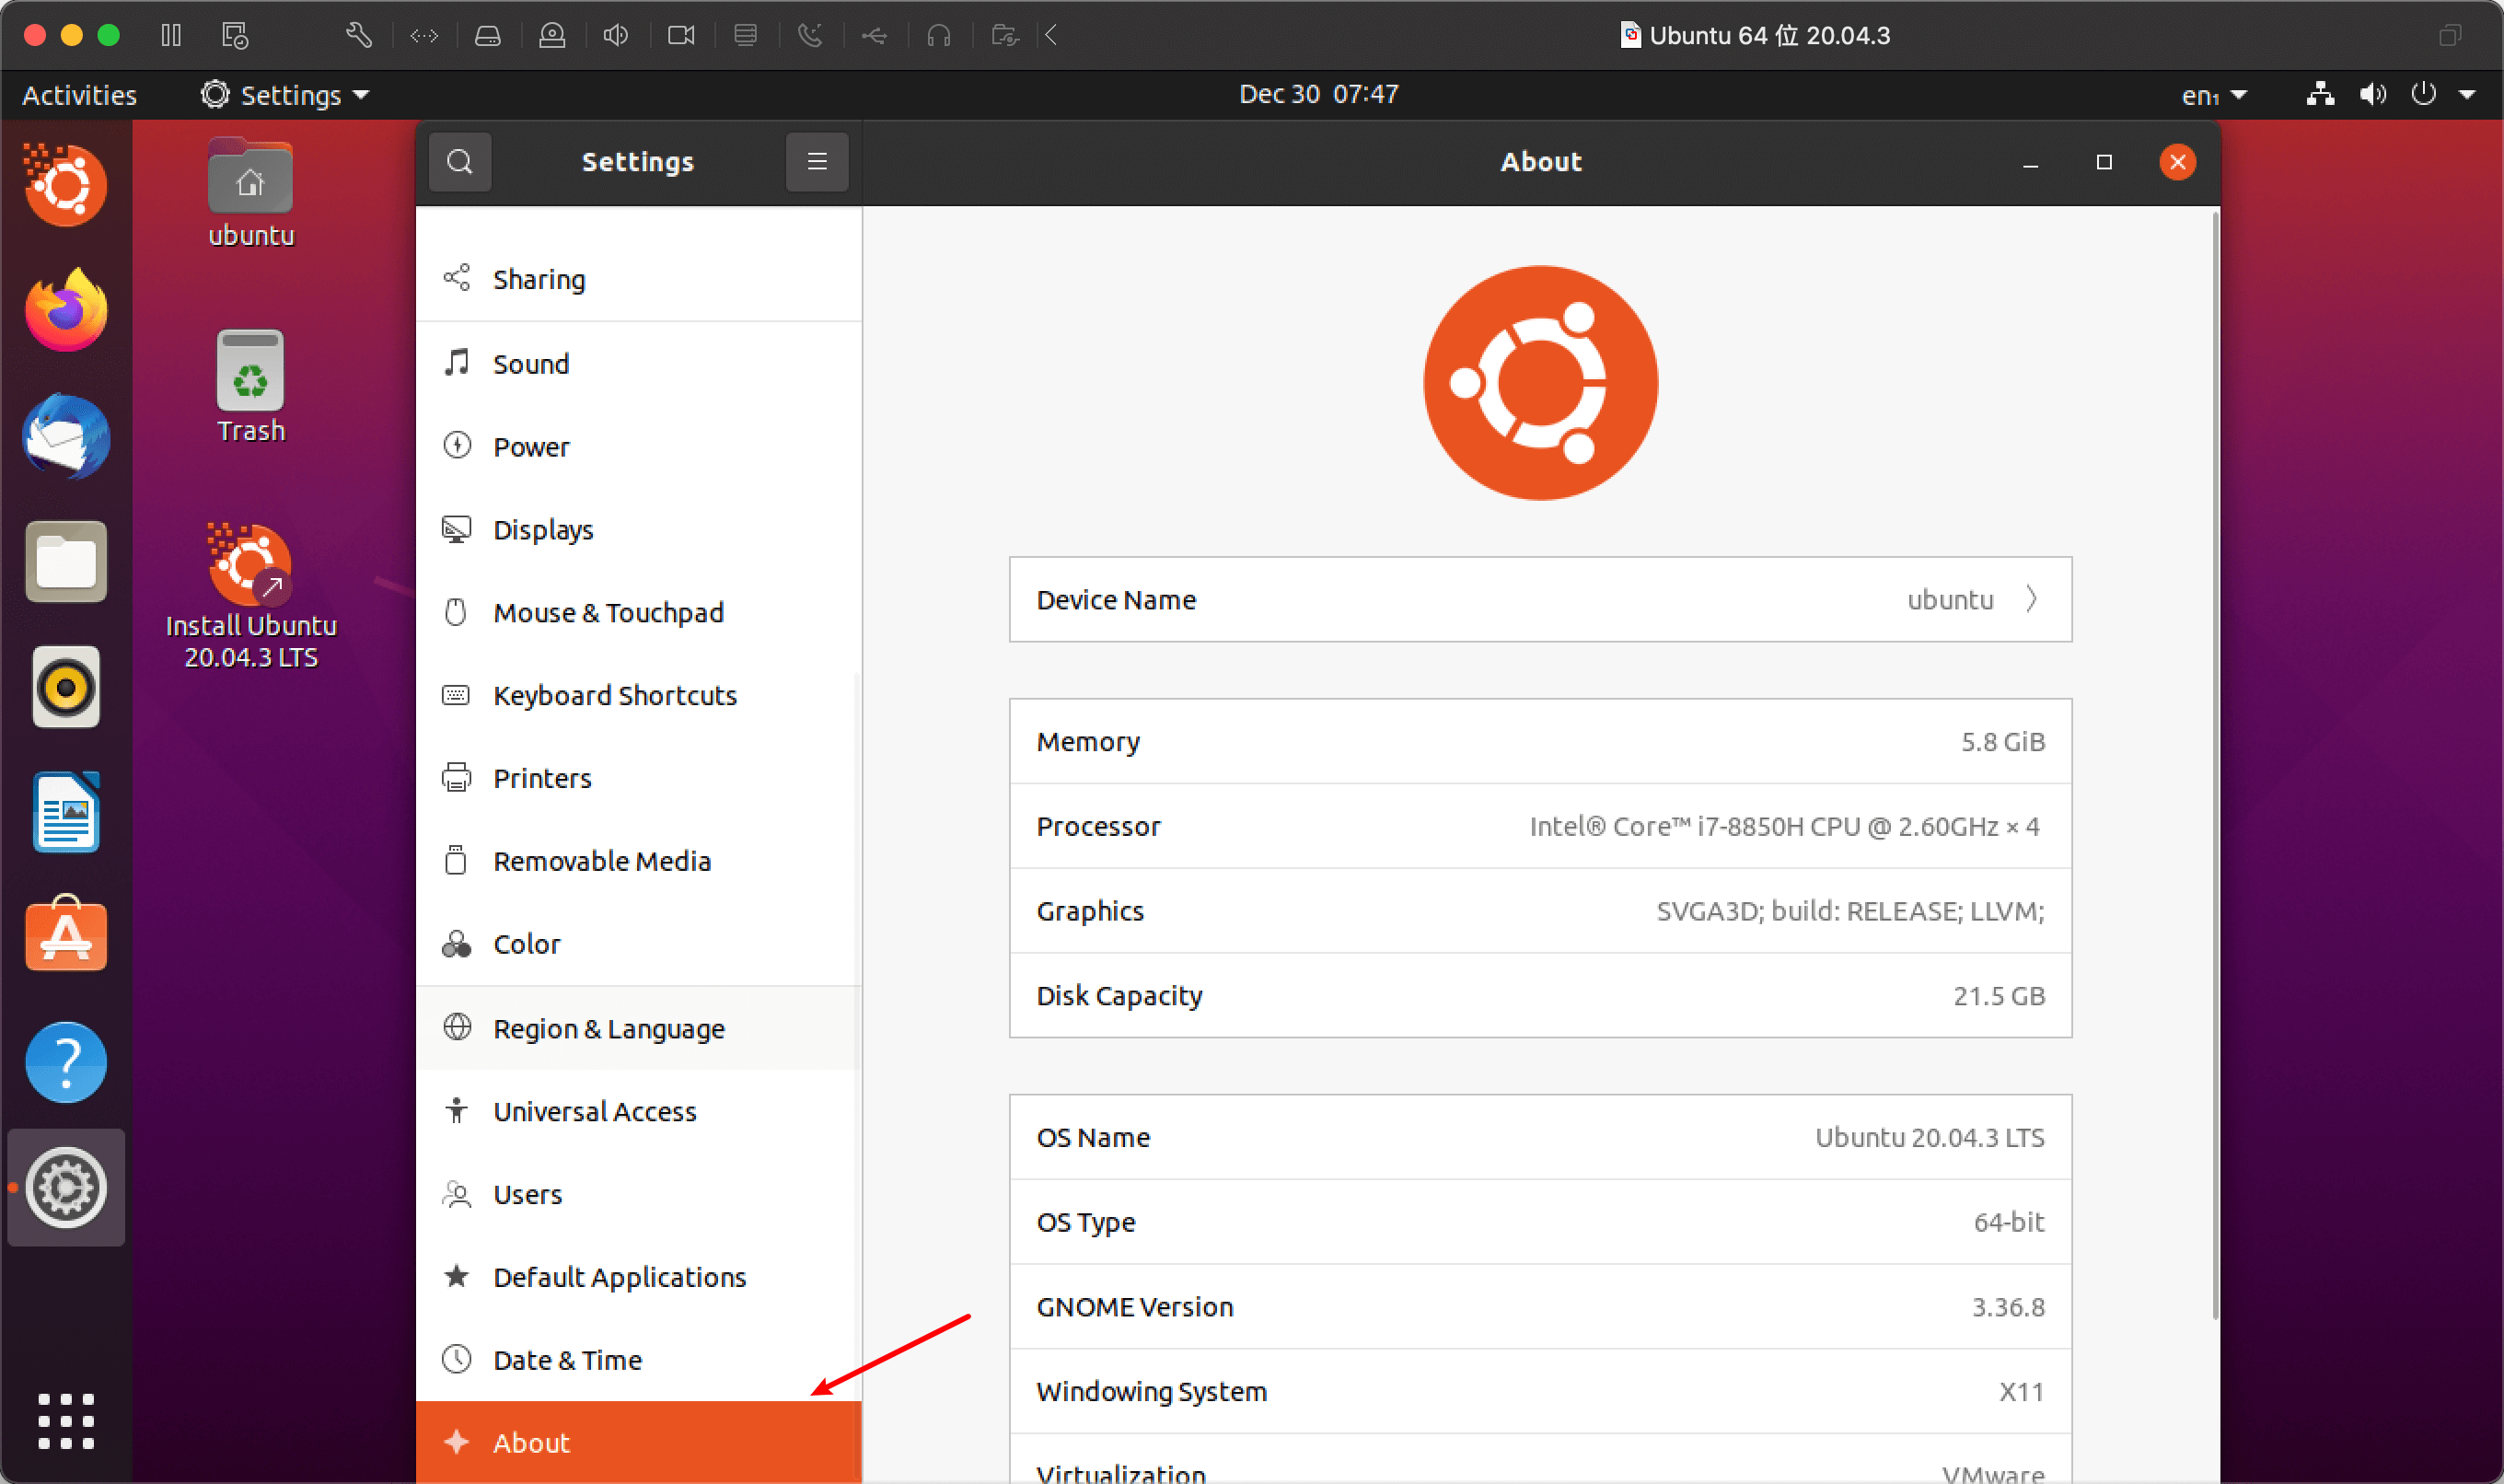 Ubuntu 64 位 20.04.3
Activities
Settings
Dec 30 07:47
en₁
ubuntu
Trash
Install Ubuntu
20.04.3 LTS
Settings
About
Sharing
Sound
Power
Displays
Mouse & Touchpad
Keyboard Shortcuts
Printers
Removable Media
Color
Region & Language
Universal Access
Users
Default Applications
Date & Time
About
Device Name ubuntu
Memory 5.8 GiB
Processor Intel® Core™ i7-8850H CPU @ 2.60GHz × 4
Graphics SVGA3D; build: RELEASE; LLVM;
Disk Capacity 21.5 GB
OS Name Ubuntu 20.04.3 LTS
OS Type 64-bit
GNOME Version 3.36.8
Windowing System X11
Virtualization VMware